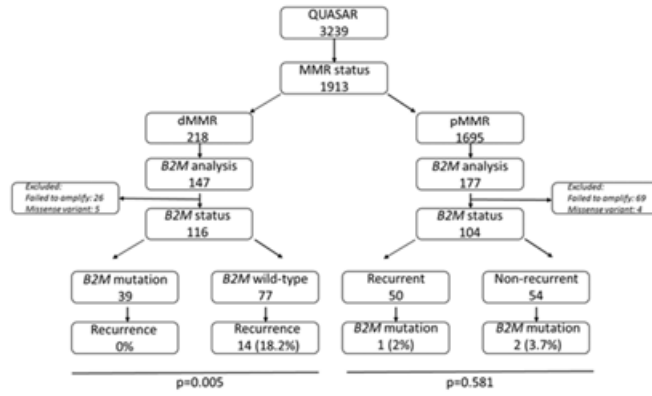 QUASAR
3239
MMR status
1913
dMMR
218
pMMR
1695
B2M analysis
147
B2M analysis
177
Excluded:
Failed to amplify: 26
Missense variant: 5
Excluded:
Failed to amplify: 69
Missense variant: 4
B2M status
116
B2M status
104
B2M mutation
39
B2M wild-type
77
Recurrent
50
Non-recurrent
54
Recurrence
0%
Recurrence
14 (18.2%)
B2M mutation
1 (2%)
B2M mutation
2 (3.7%)
p=0.005
p=0.581